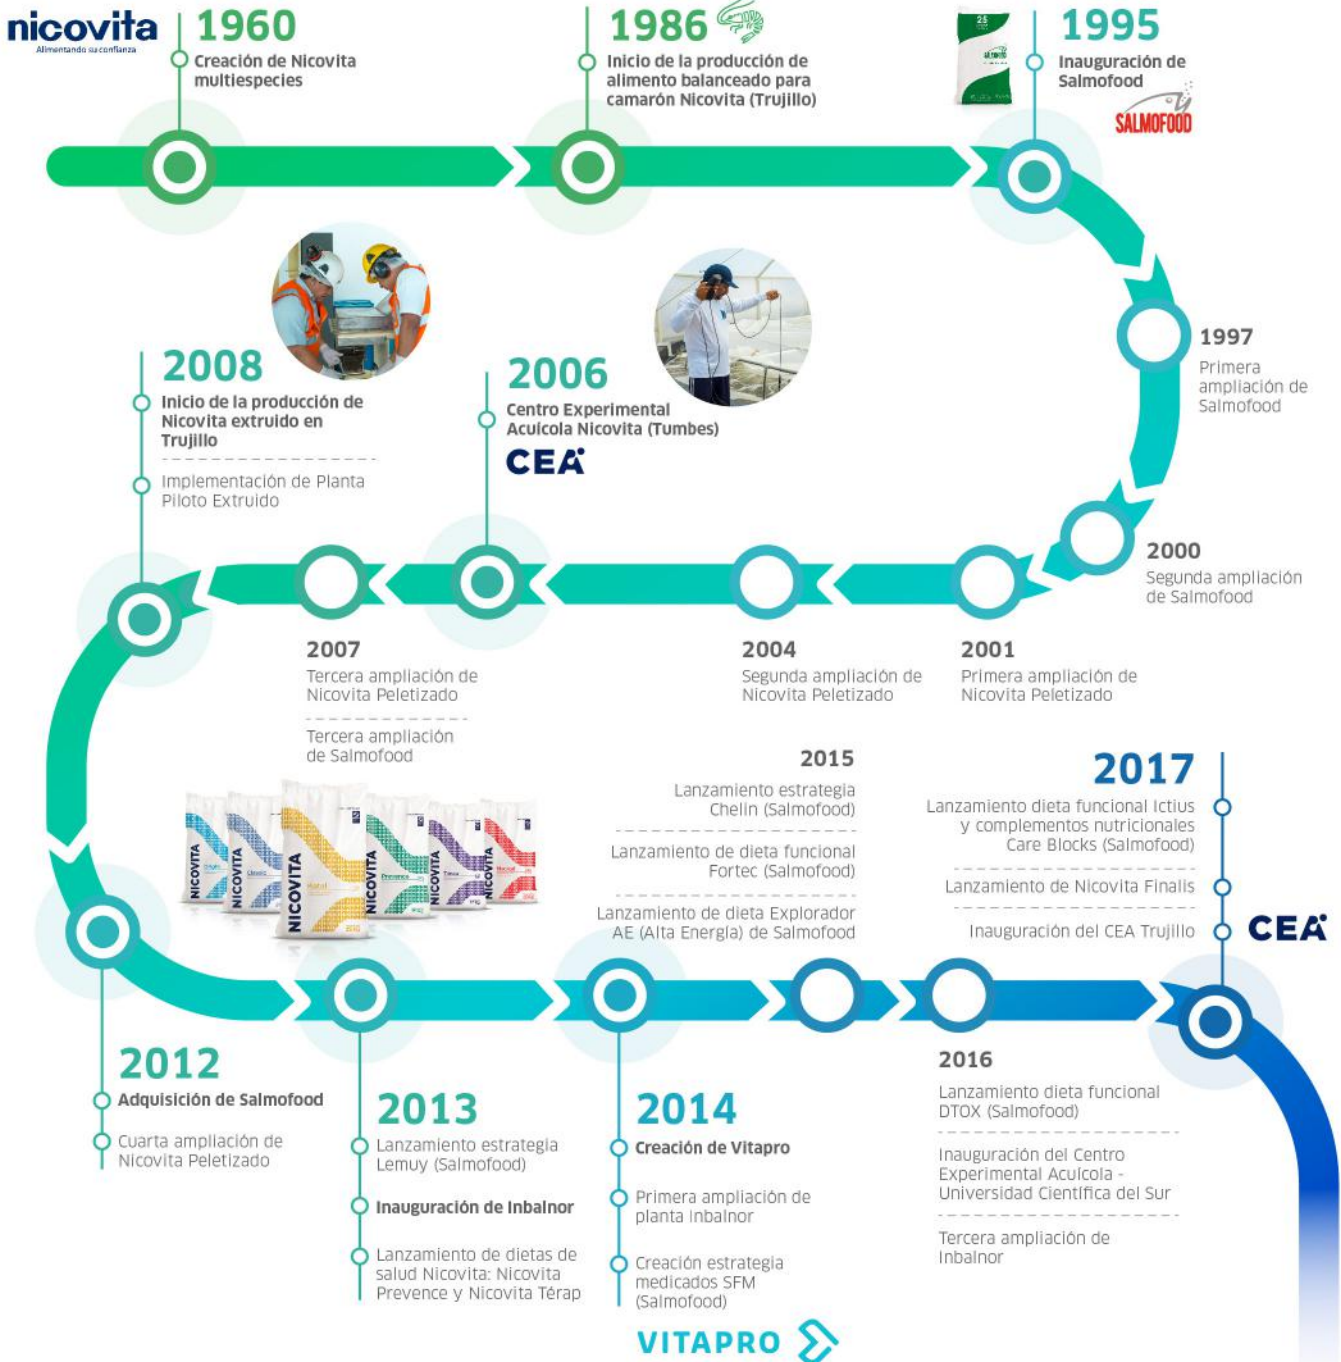 nicovita
Alimentando su confianza
1960
Creación de Nicovita
multiespecies
1986
Inicio de la producción de
alimento balanceado para
camarón Nicovita (Trujillo)
25
1995
Inauguración de
Salmofood
SALMOFOOD
1997
Primera
ampliación de
Salmofood
2000
Segunda ampliación
de Salmofood
2001
Primera ampliación de
Nicovita Peletizado
2004
Segunda ampliación de
Nicovita Peletizado
2006
Centro Experimental
Acuícola Nicovita (Tumbes)
CEA
2007
Tercera ampliación de
Nicovita Peletizado
Tercera ampliación
de Salmofood
2008
Inicio de la producción de
Nicovita extruido en
Trujillo
Implementación de Planta
Piloto Extruido
NICOVITA
NICOVITA
Classic
NICOVITA
NICOVITA
Prevence
NICOVITA
NICOVITA
2012
Adquisición de Salmofood
Cuarta ampliación de
Nicovita Peletizado
2013
Lanzamiento estrategia
Lemuy (Salmofood)
Inauguración de Inbalnor
Lanzamiento de dietas de
salud Nicovita: Nicovita
Prevence y Nicovita Térap
2014
Creación de Vitapro
Primera ampliación de
planta Inbalnor
Creación estrategia
medicados SFM
(Salmofood)
VITAPRO
2015
Lanzamiento estrategia
Chelin (Salmofood)
Lanzamiento de dieta funcional
Fortec (Salmofood)
Lanzamiento de dieta Explorador
AE (Alta Energía) de Salmofood
2016
Lanzamiento dieta funcional
DTOX (Salmofood)
Inauguración del Centro
Experimental Acuícola -
Universidad Científica del Sur
Tercera ampliación de
Inbalnor
2017
Lanzamiento dieta funcional Ictius
y complementos nutricionales
Care Blocks (Salmofood)
Lanzamiento de Nicovita Finalis
Inauguración del CEA Trujillo
CEA